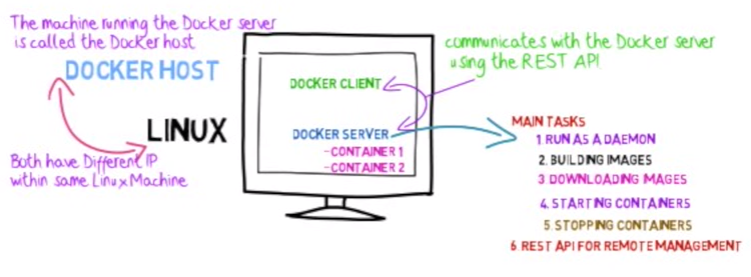 The machine running the Docker server
is called the Docker host
DOCKER HOST
LINUX
Both have Different IP
within same Linux Machine
DOCKER CLIENT
DOCKER SERVER
-CONTAINER 1
-CONTAINER 2
communicates with the Docker server
using the REST API
MAIN TASKS
1. RUN AS A DAEMON
2. BUILDING IMAGES
3 DOWNLOADING IMAGES
4. STARTING CONTAINERS
5 STOPPING CONTAINERS
6 REST API FOR REMOTE MANAGEMENT